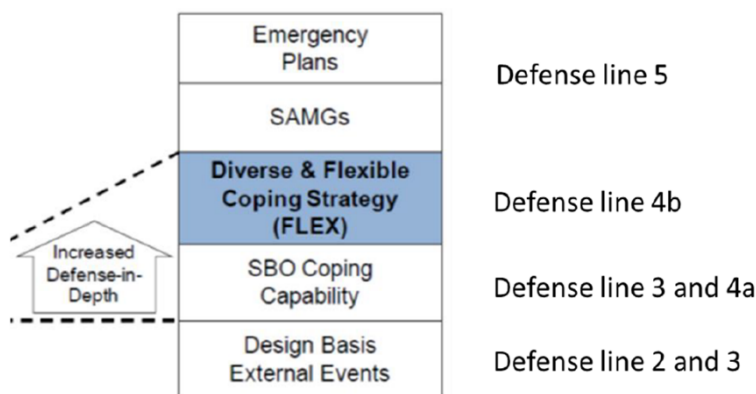 Emergency
Plans
Defense line 5
SAMGs
Diverse & Flexible
Coping Strategy
(FLEX)
Defense line 4b
Increased
Defense-in-
Depth
SBO Coping
Capability
Defense line 3 and 4a
Design Basis
External Events
Defense line 2 and 3